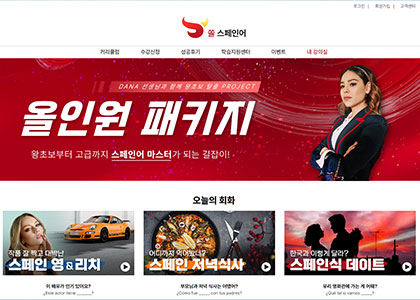 로그인 | 회원가입 | 고객센터
쏠 스페인어
커리큘럼 수강신청 성공후기 학습지원센터 이벤트 내 강의실
DANA 선생님과 함께 왕초보 탈출 PROJECT
올인원 패키지
왕초보부터 고급까지 스페인어 마스터가 되는 길잡이!
오늘의 회화
작품 잘 찍고 대박난
스페인 영&리치
어디까지 먹어봤니?
스페인 저녁식사
한국과 이렇게 달라?
스페인식 데이트
이 배우가 인기 있어요?
¿Este actor tiene ______?
부모님과 저녁 식사는 어땠어?
¿Cómo fue _____ con tus padres?
우리 영화관에 가는 게 어때?
¿Qué tal si vamos _____?